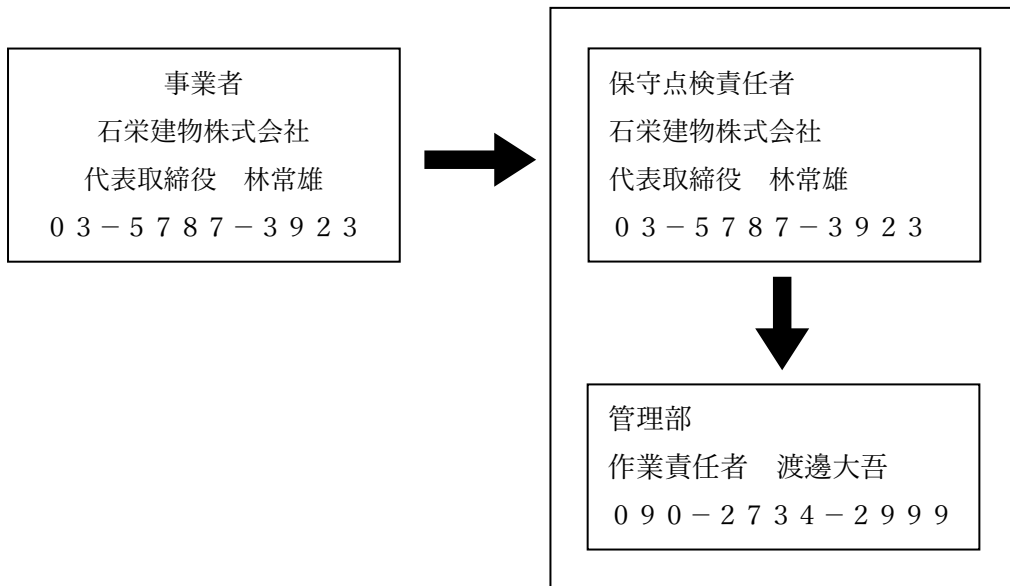 事業者
石栄建物株式会社
代表取締役　林常雄
０３－５７８７－３９２３
保守点検責任者
石栄建物株式会社
代表取締役　林常雄
０３－５７８７－３９２３
管理部
作業責任者　渡邊大吾
０９０－２７３４－２９９９